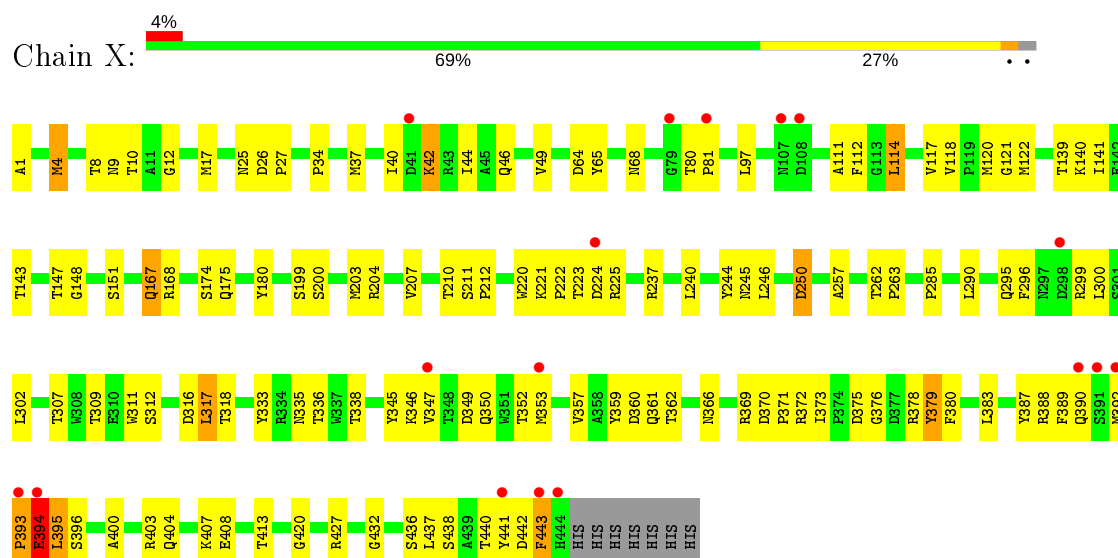 4%
Chain X:
69% 27%
A1 M4 T8 N9 T10 A11 G12 M17 N25 D26 P27 P34 M37 I40 D41 K42 R43 I44 A45 Q46 V49 D64 Y65 N68 G79 T80 P81 L97 N107 D108 A111 F112 G113 L114 V117 V118 P119 M120 G121 M122 T139 K140 I141
T143 T147 G148 S151 Q167 R168 S174 Q175 Y180 S199 S200 M203 R204 V207 T210 S211 P212 W220 K221 P222 T223 D224 R225 R237 L240 Y244 N245 L246 D250 A257 T262 P263 P285 L290 Q295 F296 N297 D298 R299 L300 S301
L302 T307 W308 T309 E310 W311 S312 D316 L317 T318 Y333 R334 N335 T336 W337 T338 Y345 K346 V347 T348 D349 Q350 W351 T352 M353 V357 A358 Y359 D360 Q361 T362 N366 R369 D370 P371 R372 I373 P374 D375 G376 D377 R378 Y379 F380 L383 Y387 R388 F389 Q390 S391 M392
P393 E394 L395 S396 A400 R403 Q404 K407 E408 T413 G420 R427 G432 S436 L437 S438 A439 T440 Y441 D442 F443 H444 HIS HIS HIS HIS HIS HIS